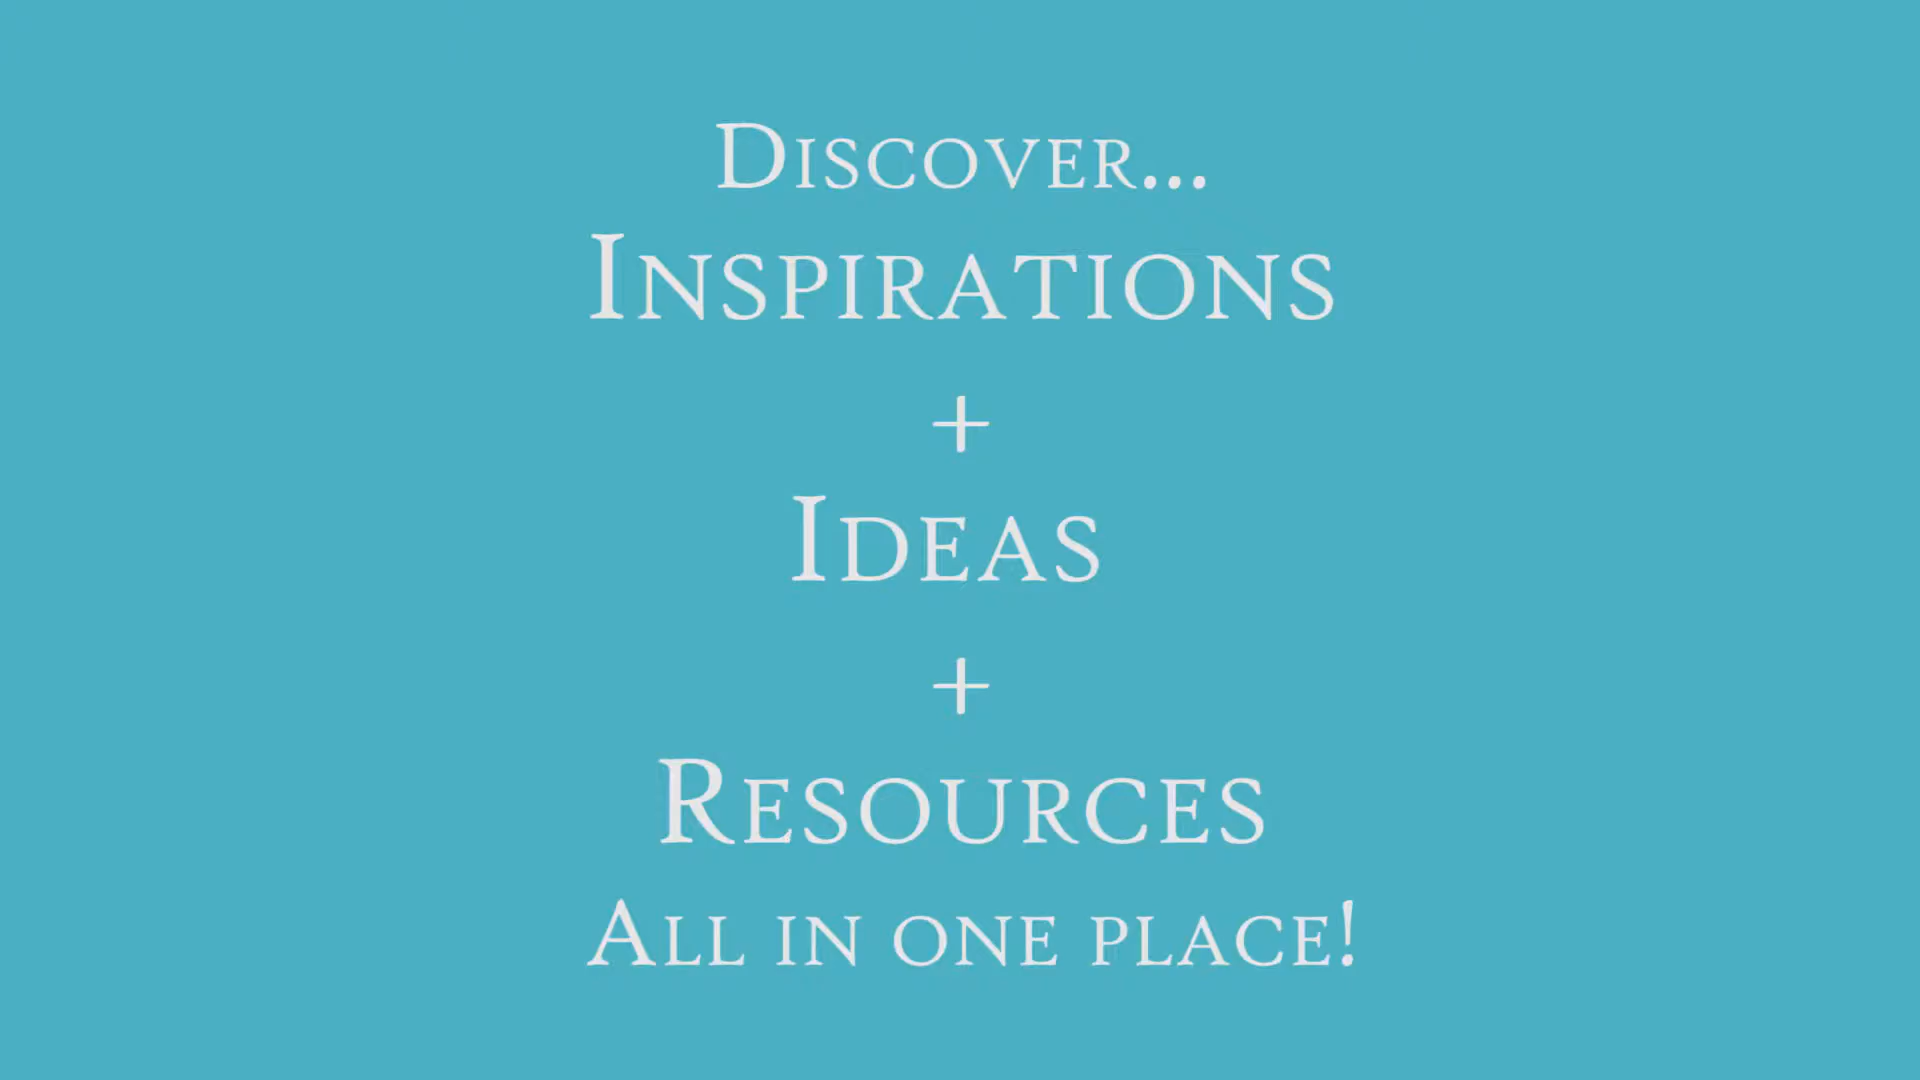 Discover...
Inspirations
+
Ideas
+
Resources
All in one place!